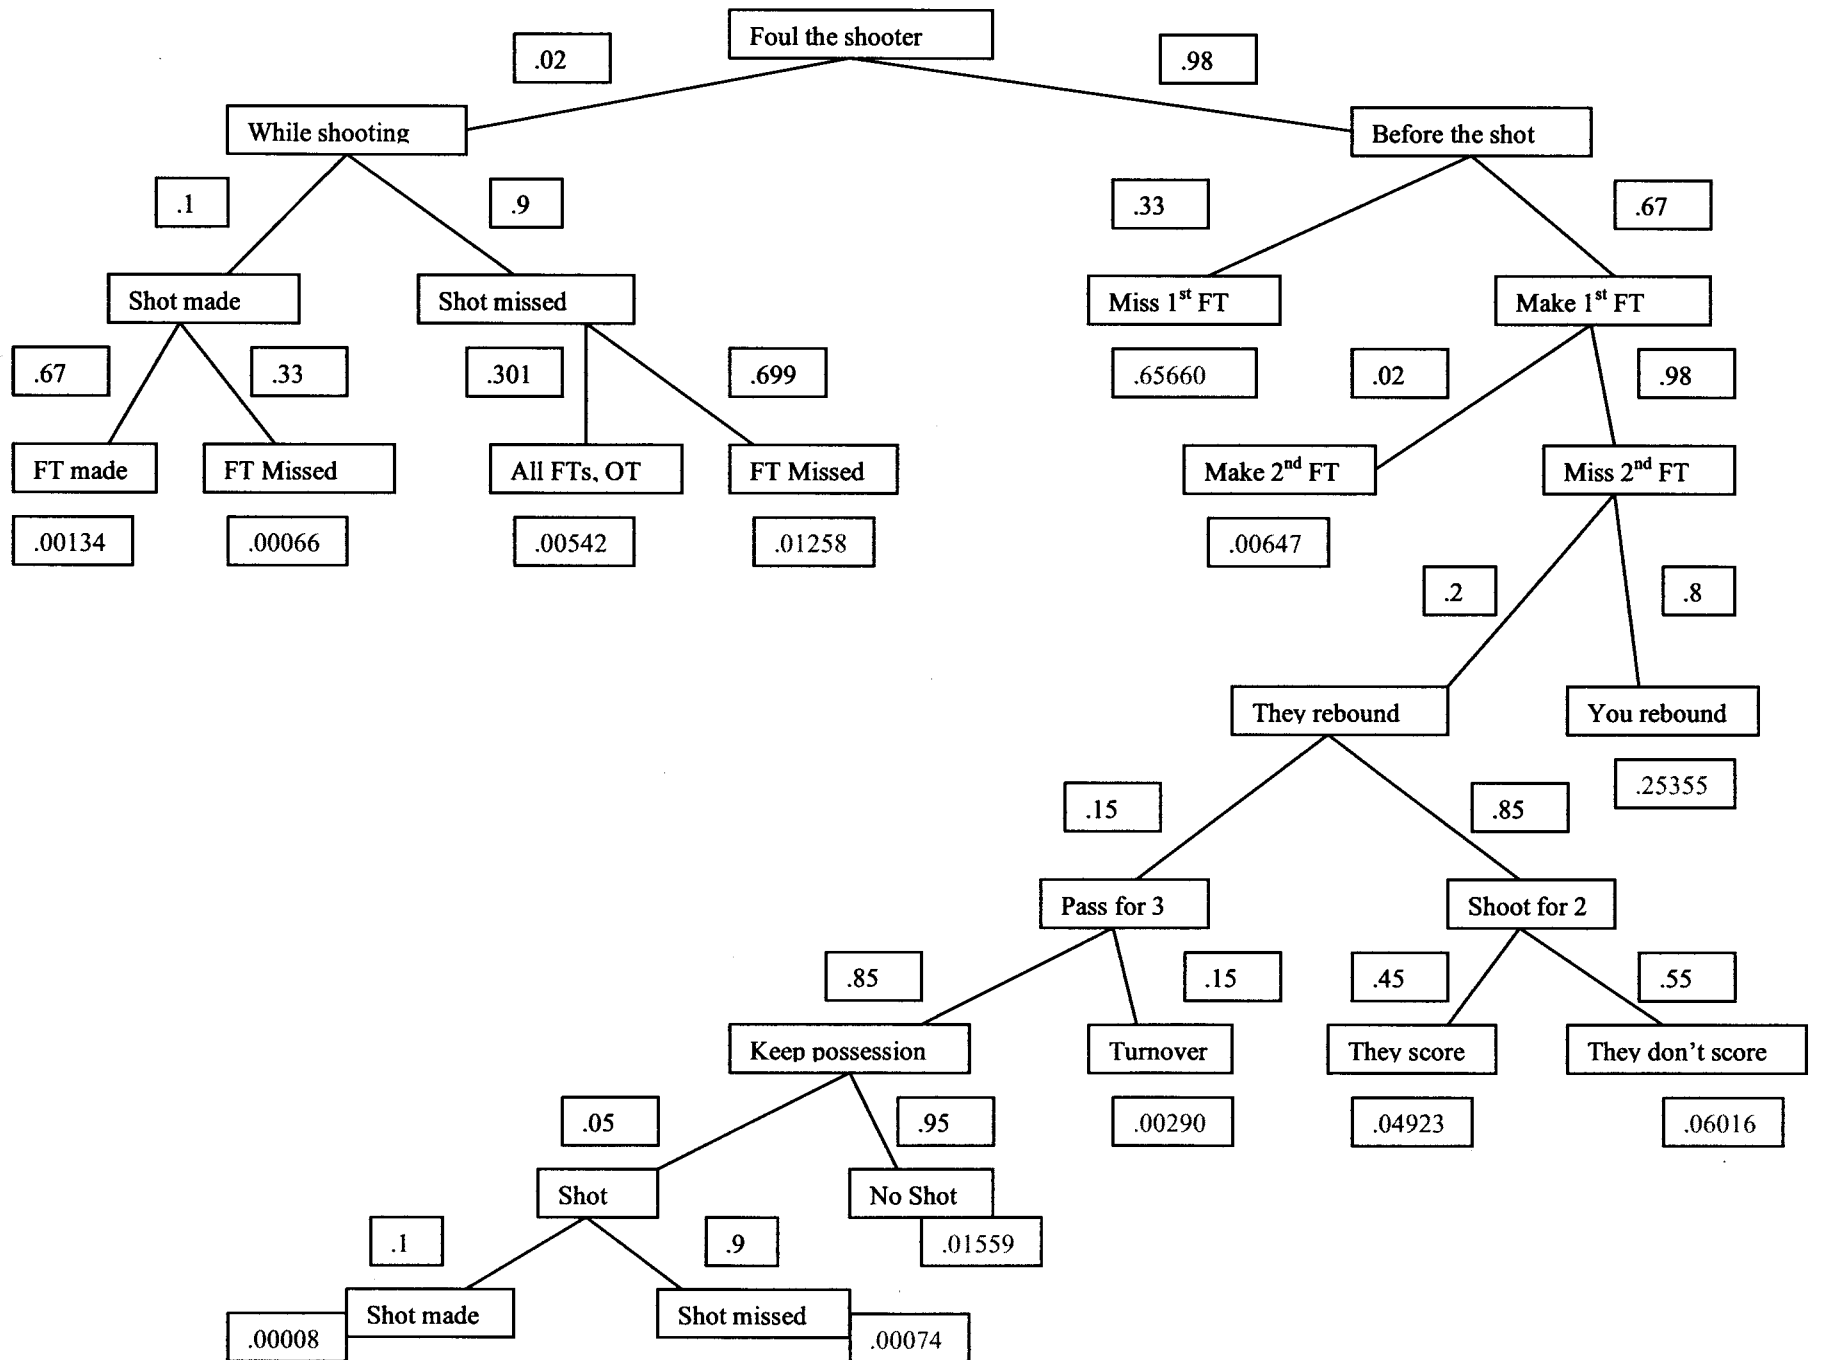 Foul the shooter
.02
.98
While shooting
Before the shot
.1
.9
.33
.67
Shot made
Shot missed
Miss 1st FT
Make 1st FT
.67
.33
.301
.699
.65660
.02
.98
FT made
FT Missed
All FTs, OT
FT Missed
Make 2nd FT
Miss 2nd FT
.00134
.00066
.00542
.01258
.00647
.2
.8
They rebound
You rebound
.25355
.15
.85
Pass for 3
Shoot for 2
.85
.15
.45
.55
Keep possession
Turnover
They score
They don't score
.05
.95
.00290
.04923
.06016
Shot
No Shot
.1
.9
.01559
Shot made
Shot missed
.00008
.00074